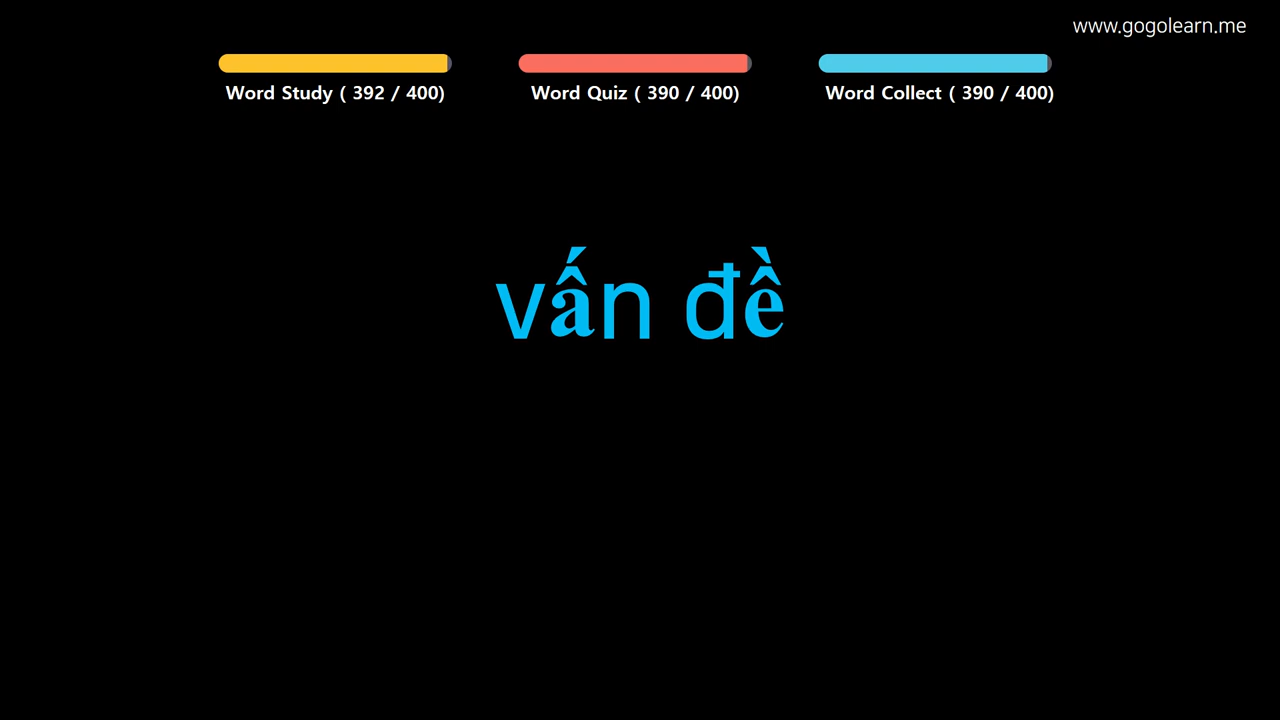 www.gogolearn.me
Word Study ( 392 / 400)
Word Quiz ( 390 / 400)
Word Collect ( 390 / 400)
vấn đề